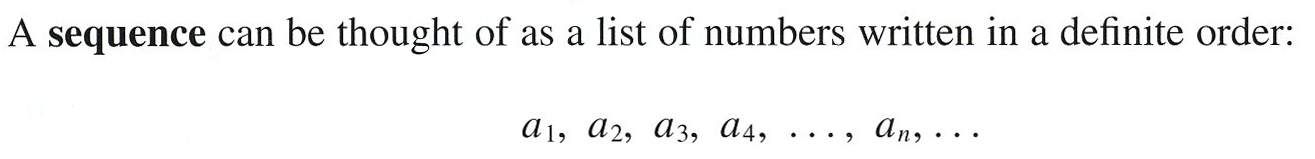 A sequence can be thought of as a list of numbers written in a definite order:
a₁, a₂, a₃, a₄, . . . , aₙ, . . .